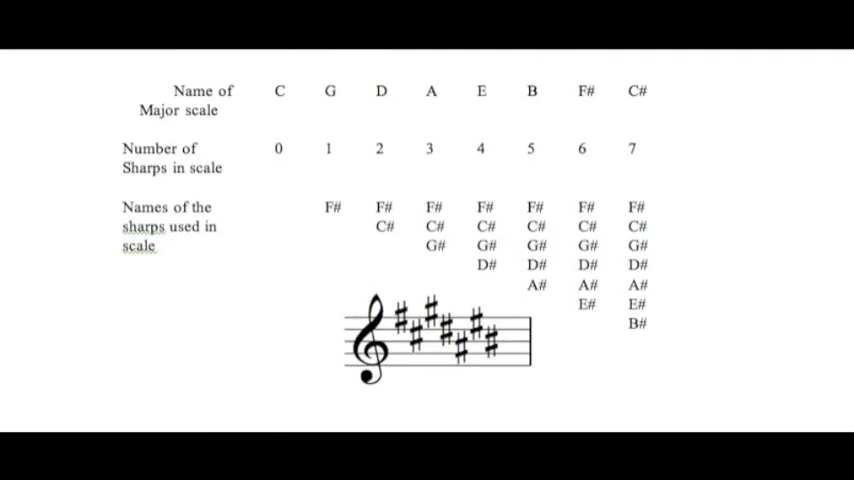 Name of C G D A E B F# C#
Major scale
Number of 0 1 2 3 4 5 6 7
Sharps in scale
Names of the F# F# F# F# F# F# F#
sharps used in C# C# C# C# C# C#
scale G# G# G# G# G#
D# D# D# D#
A# A# A#
E# E#
B#